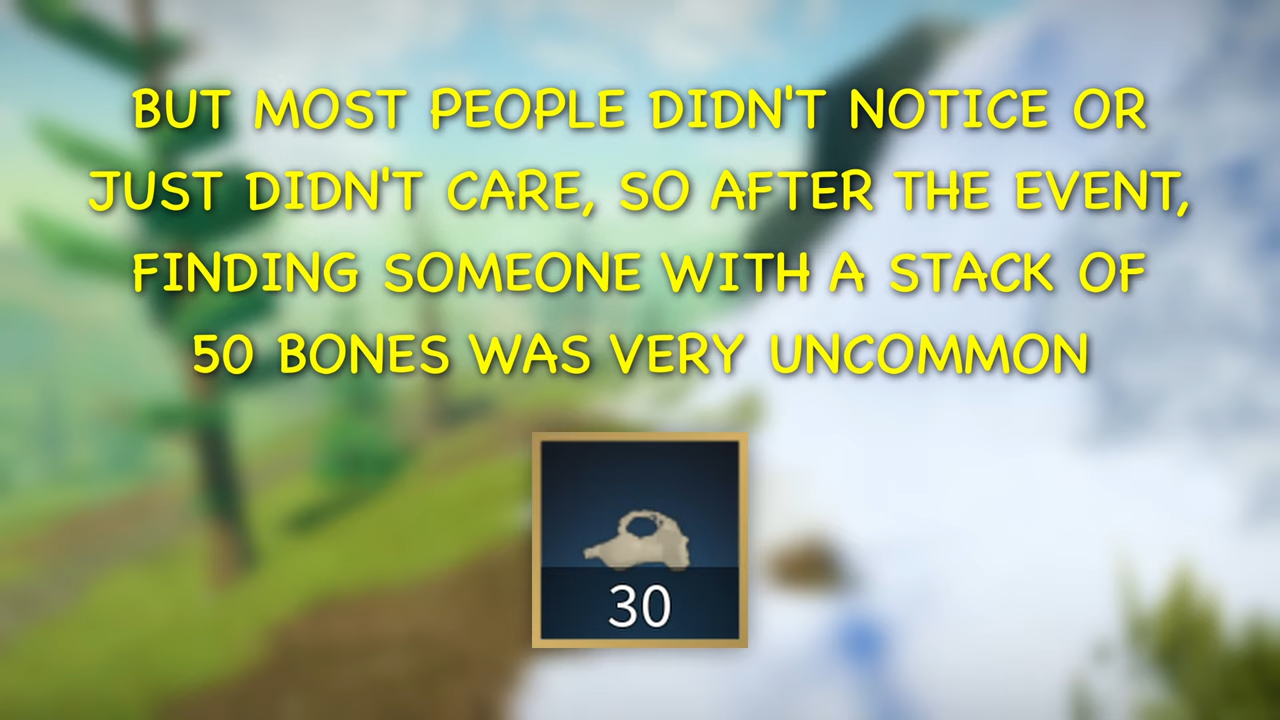 BUT MOST PEOPLE DIDN'T NOTICE OR
JUST DIDN'T CARE, SO AFTER THE EVENT,
FINDING SOMEONE WITH A STACK OF
50 BONES WAS VERY UNCOMMON
30